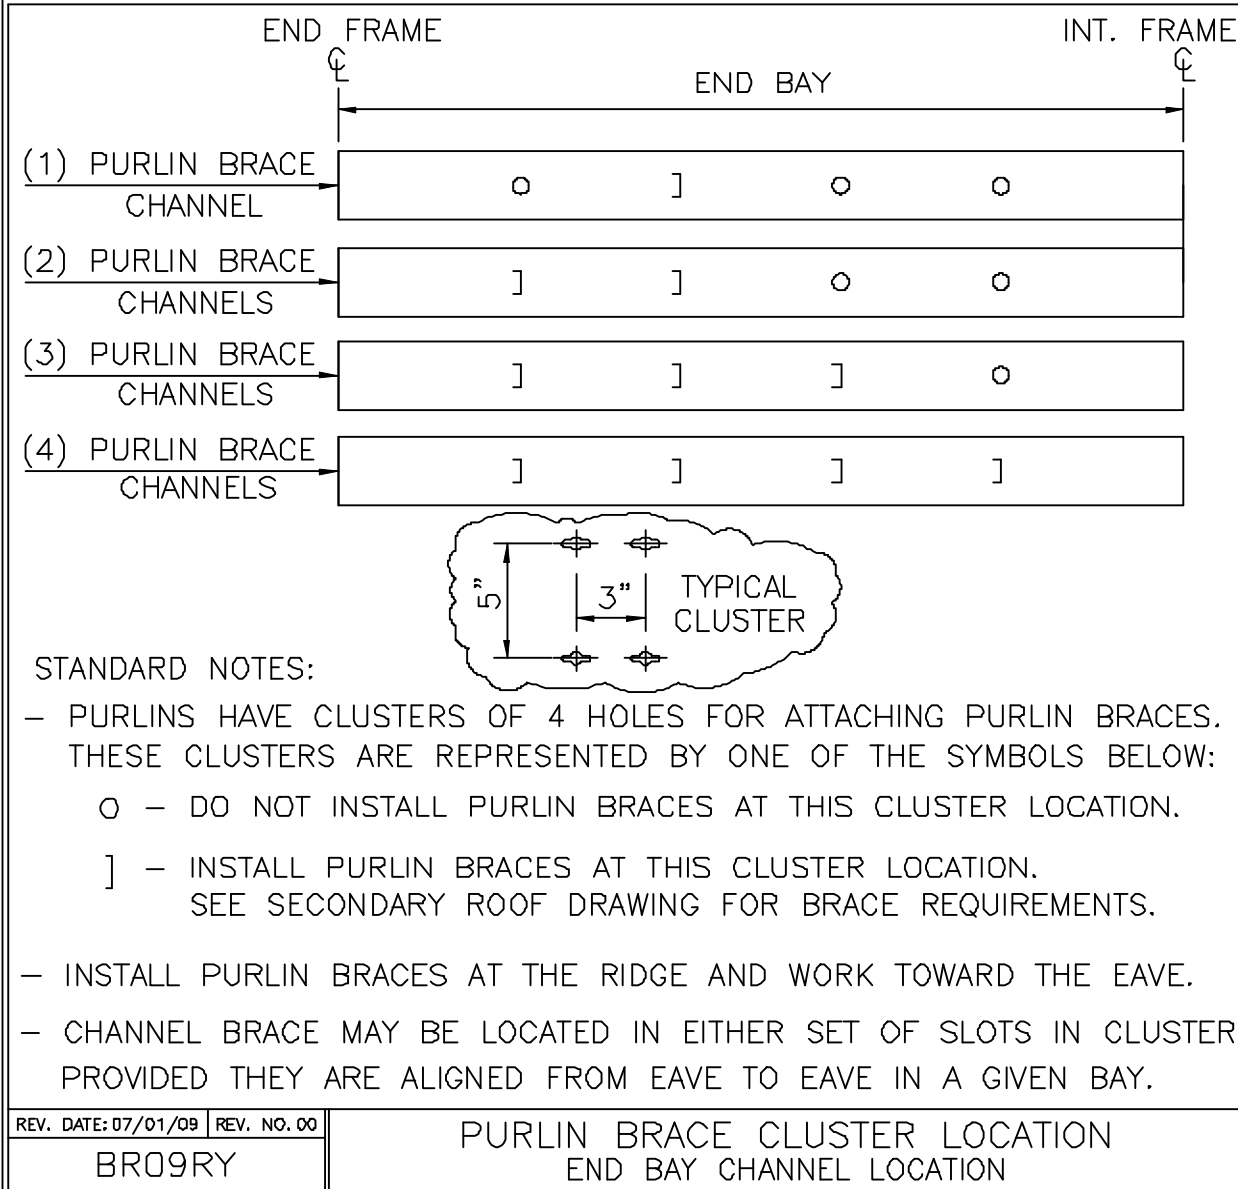 END FRAME
INT. FRAME
℄
℄
END BAY
(1) PURLIN BRACE
CHANNEL
]
(2) PURLIN BRACE
CHANNELS
] ]
(3) PURLIN BRACE
CHANNELS
] ] ]
(4) PURLIN BRACE
CHANNELS
] ] ] ]
5"
3"
TYPICAL
CLUSTER
STANDARD NOTES:
– PURLINS HAVE CLUSTERS OF 4 HOLES FOR ATTACHING PURLIN BRACES.
THESE CLUSTERS ARE REPRESENTED BY ONE OF THE SYMBOLS BELOW:
O – DO NOT INSTALL PURLIN BRACES AT THIS CLUSTER LOCATION.
] – INSTALL PURLIN BRACES AT THIS CLUSTER LOCATION.
SEE SECONDARY ROOF DRAWING FOR BRACE REQUIREMENTS.
– INSTALL PURLIN BRACES AT THE RIDGE AND WORK TOWARD THE EAVE.
– CHANNEL BRACE MAY BE LOCATED IN EITHER SET OF SLOTS IN CLUSTER
PROVIDED THEY ARE ALIGNED FROM EAVE TO EAVE IN A GIVEN BAY.
REV. DATE: 07/01/09 REV. NO. 00
BR09RY
PURLIN BRACE CLUSTER LOCATION
END BAY CHANNEL LOCATION